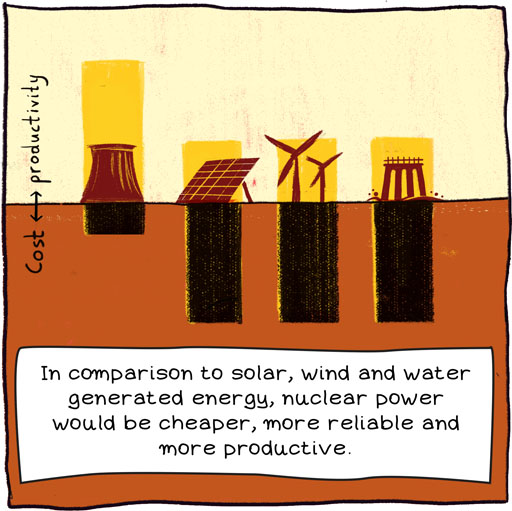 Cost ↔ productivity
In comparison to solar, wind and water
generated energy, nuclear power
would be cheaper, more reliable and
more productive.